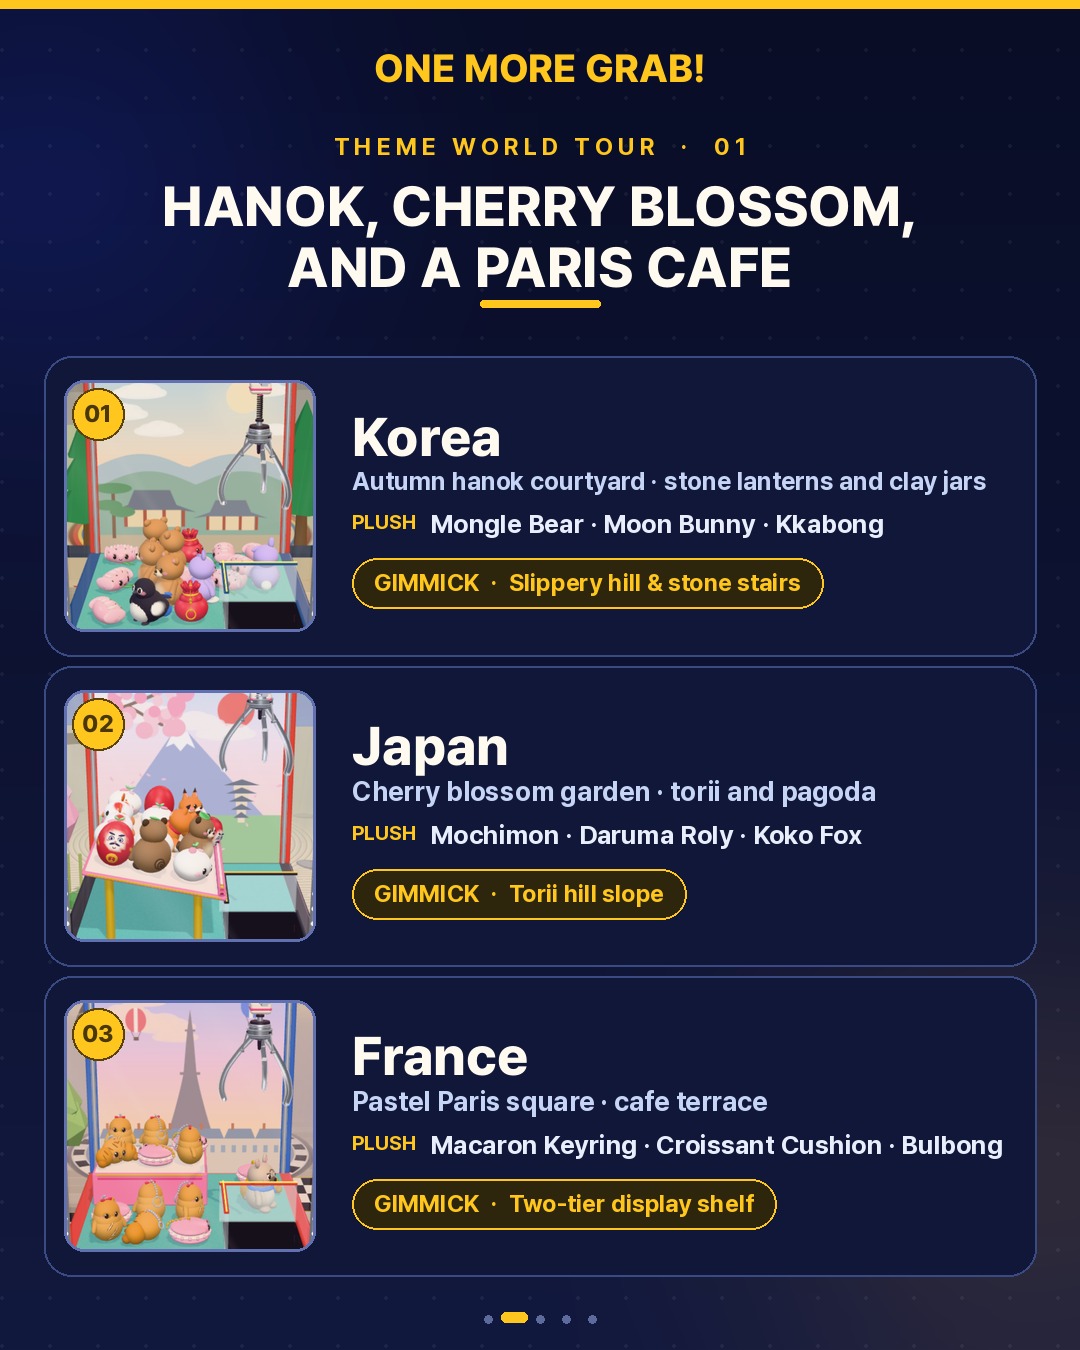 ONE MORE GRAB!
THEME WORLD TOUR · 01
HANOK, CHERRY BLOSSOM,
AND A PARIS CAFE
01
Korea
Autumn hanok courtyard · stone lanterns and clay jars
PLUSH Mongle Bear · Moon Bunny · Kkabong
GIMMICK · Slippery hill & stone stairs
02
Japan
Cherry blossom garden · torii and pagoda
PLUSH Mochimon · Daruma Roly · Koko Fox
GIMMICK · Torii hill slope
03
France
Pastel Paris square · cafe terrace
PLUSH Macaron Keyring · Croissant Cushion · Bulbong
GIMMICK · Two-tier display shelf